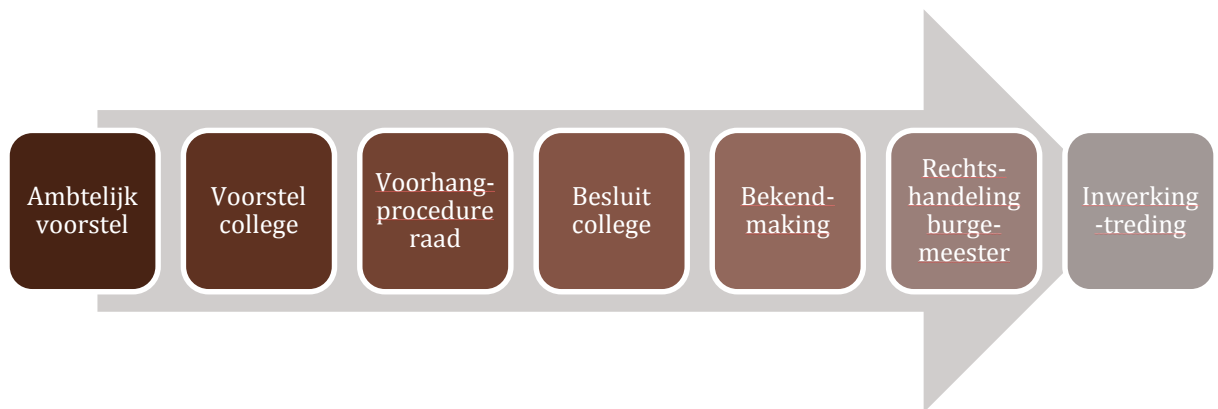 Ambtelijk
voorstel
Voorstel
college
Voorhang-
procedure
raad
Besluit
college
Bekend-
making
Rechts-
handeling
burge-
meester
Inwerking
-treding